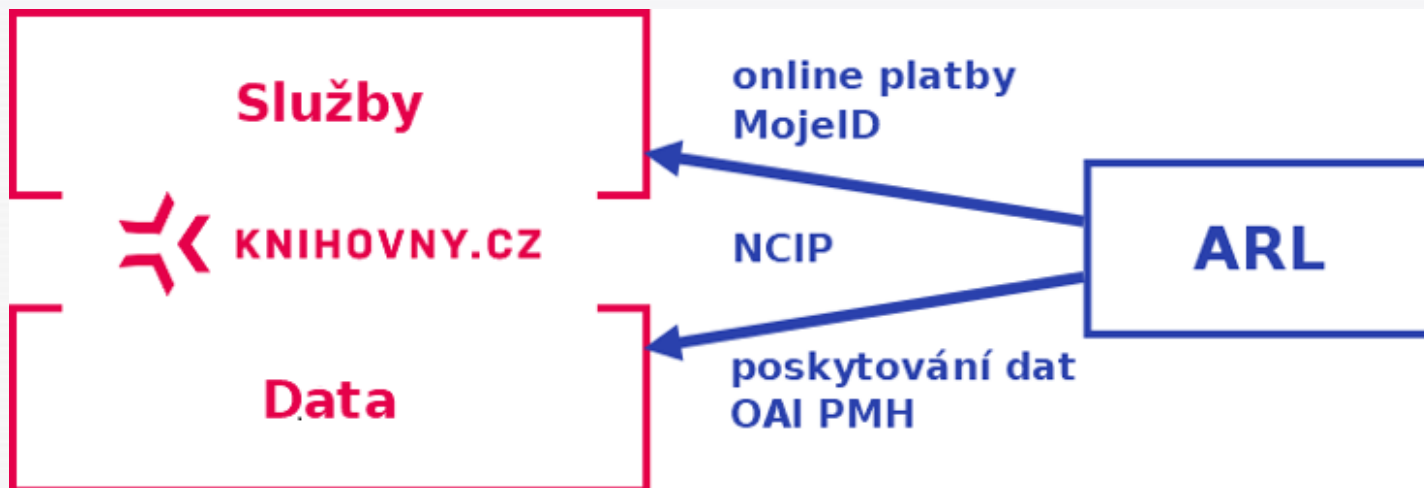 Služby
KNIHOVNY.CZ
Data
online platby
MojeID
NCIP
poskytování dat
OAI PMH
ARL